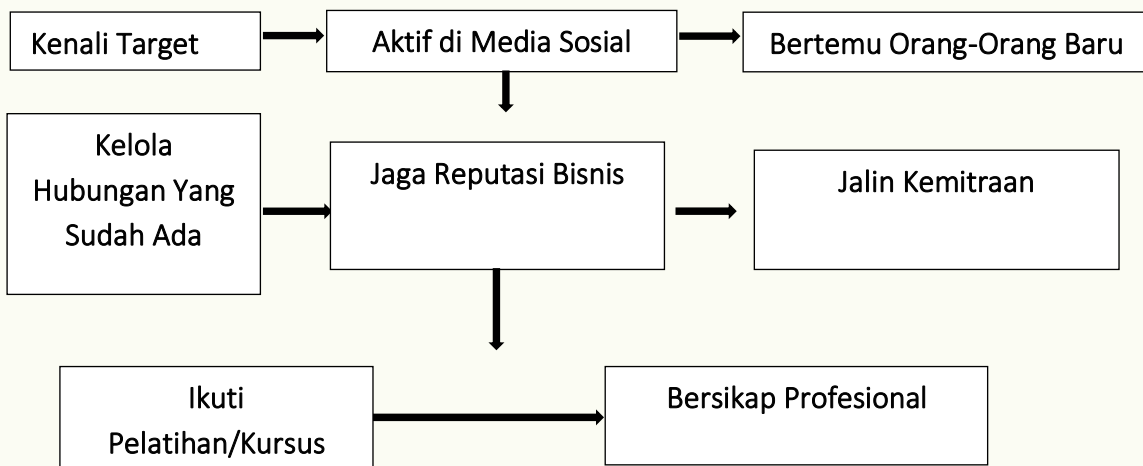 Kenali Target
Aktif di Media Sosial
Bertemu Orang-Orang Baru
Kelola
Hubungan Yang
Sudah Ada
Jaga Reputasi Bisnis
Jalin Kemitraan
Ikuti
Pelatihan/Kursus
Bersikap Profesional